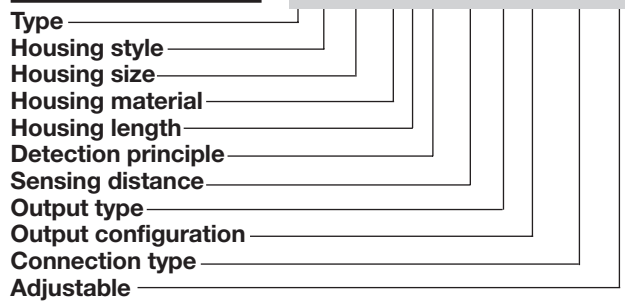 Type
Housing style
Housing size
Housing material
Housing length
Detection principle
Sensing distance
Output type
Output configuration
Connection type
Adjustable